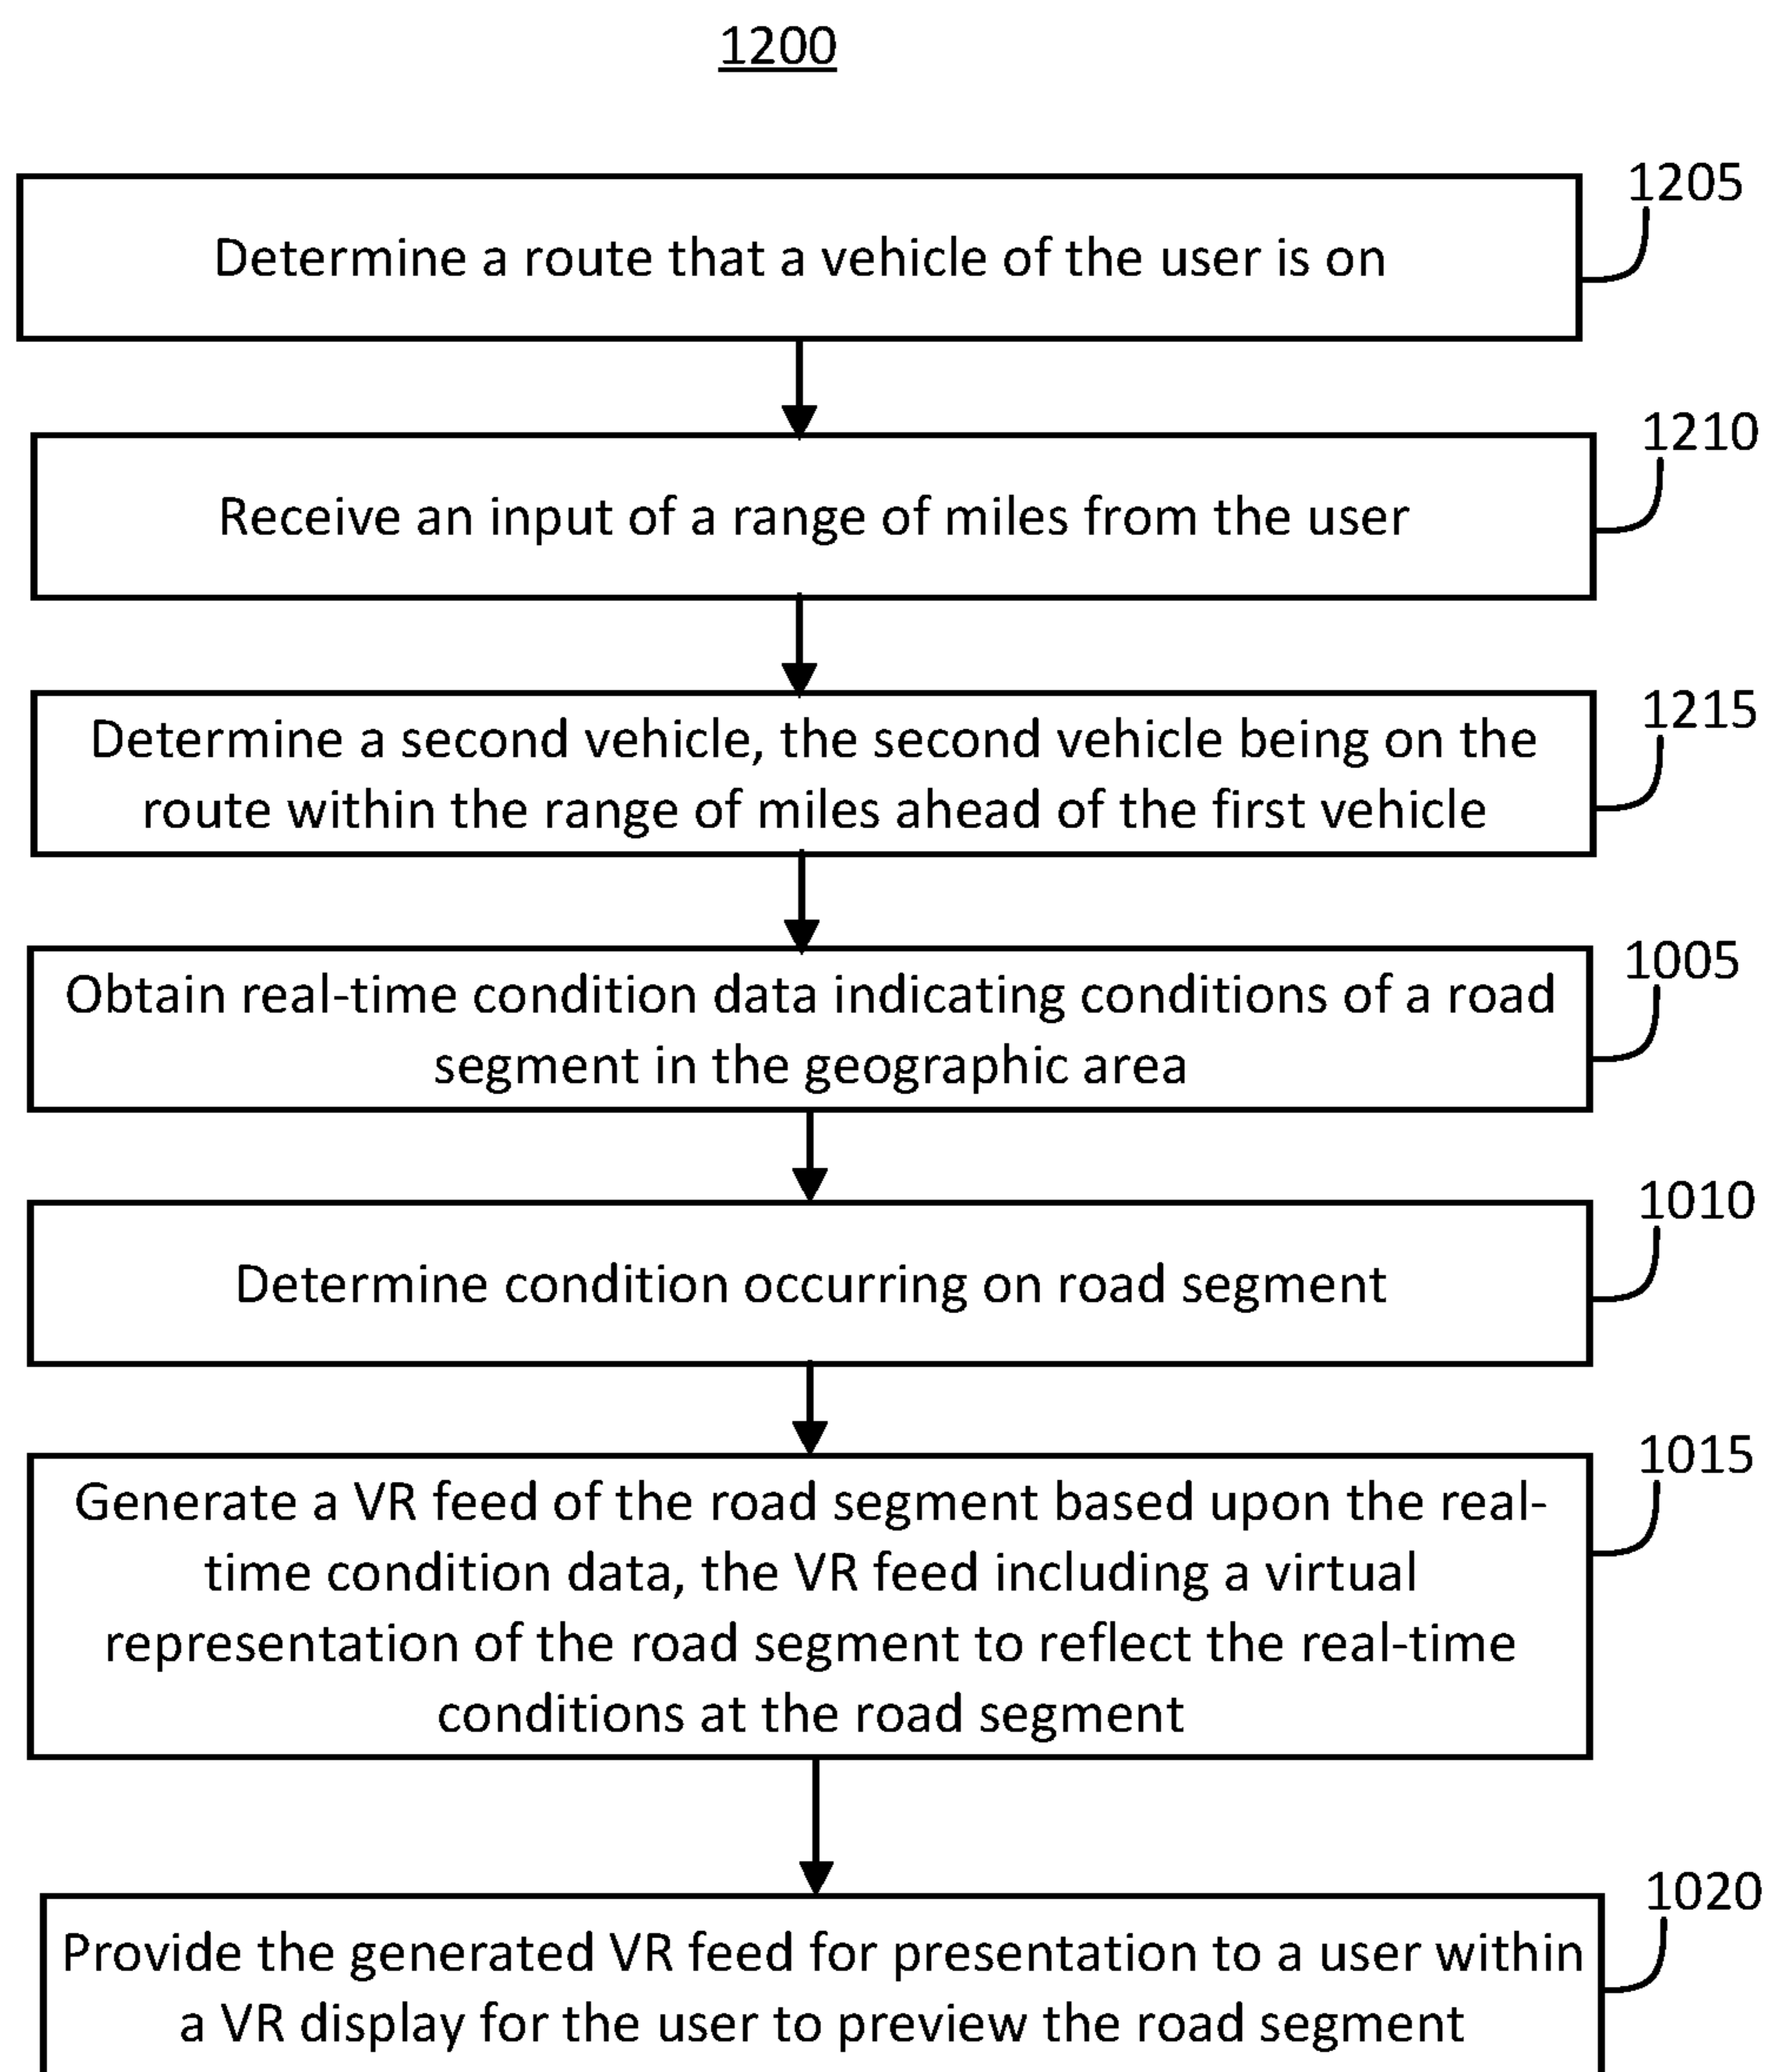 1200
1205
Determine a route that a vehicle of the user is on
1210
Receive an input of a range of miles from the user
1215
Determine a second vehicle, the second vehicle being on the
route within the range of miles ahead of the first vehicle
1005
Obtain real-time condition data indicating conditions of a road
segment in the geographic area
1010
Determine condition occurring on road segment
1015
Generate a VR feed of the road segment based upon the real-
time condition data, the VR feed including a virtual
representation of the road segment to reflect the real-time
conditions at the road segment
1020
Provide the generated VR feed for presentation to a user within
a VR display for the user to preview the road segment